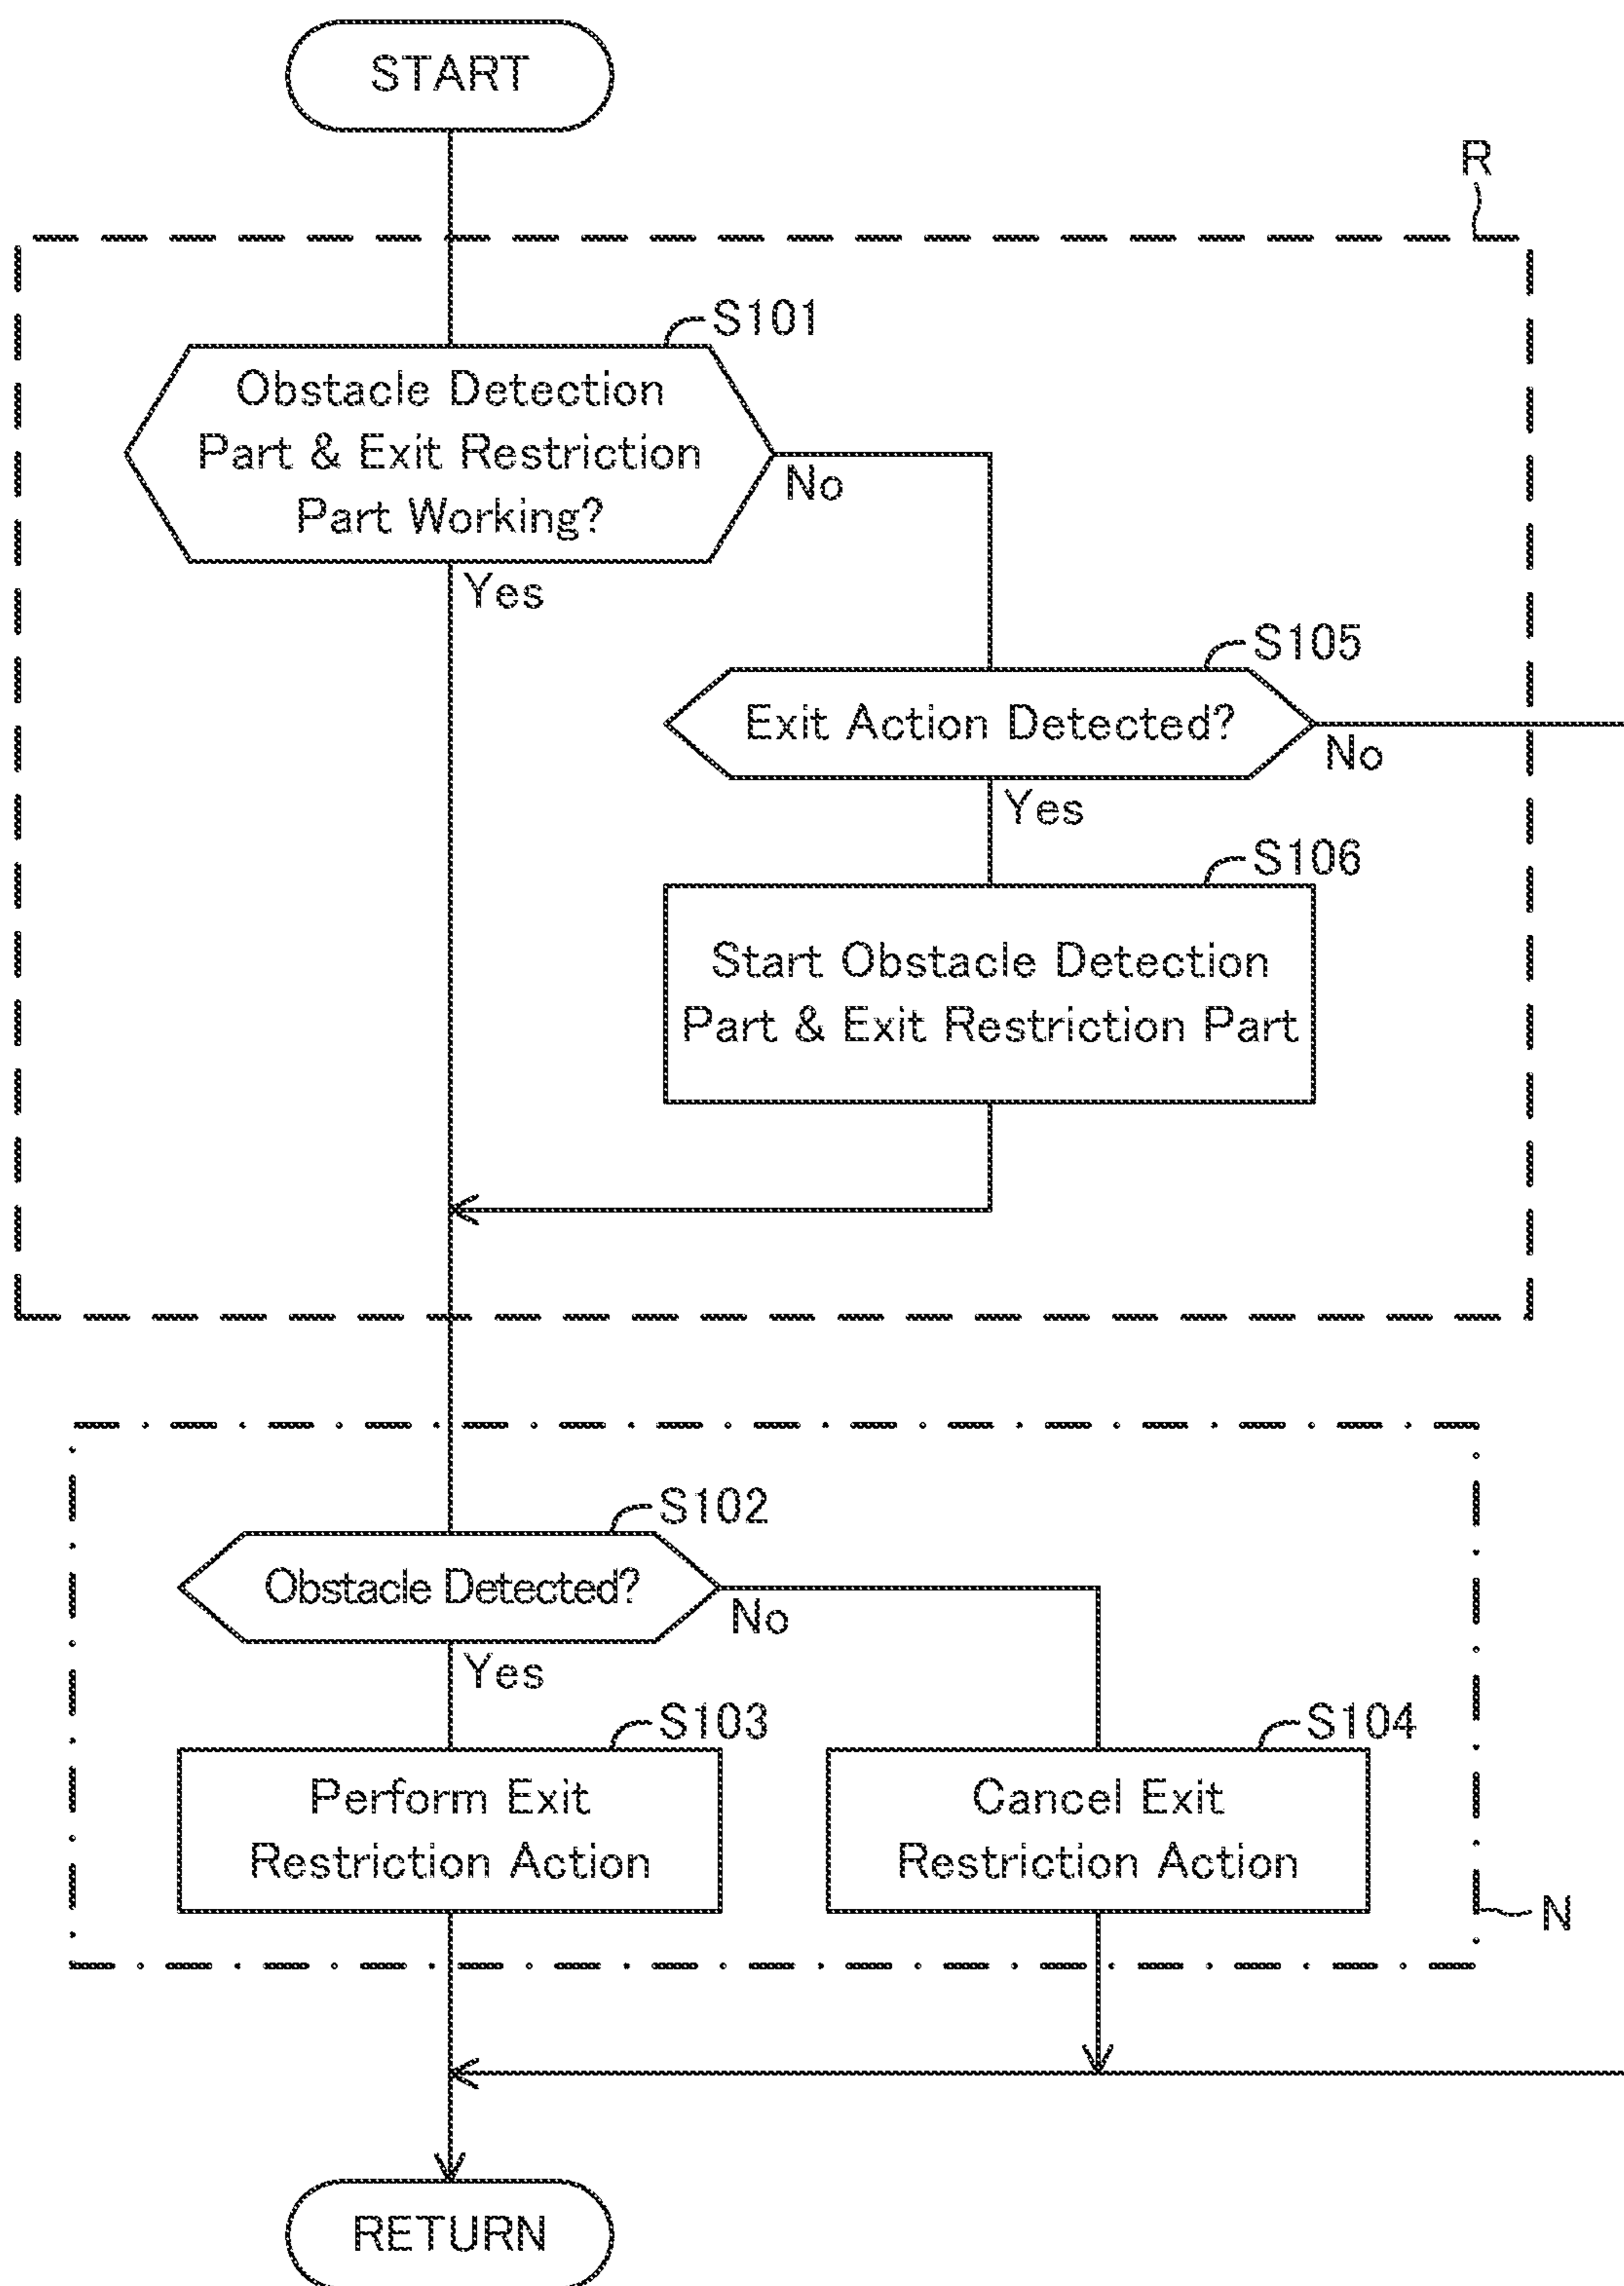 START
R
S101
Obstacle Detection
Part & Exit Restriction
Part Working?
No
Yes
S105
Exit Action Detected?
No
Yes
S106
Start Obstacle Detection
Part & Exit Restriction Part
S102
Obstacle Detected?
No
Yes
S103
Perform Exit
Restriction Action
S104
Cancel Exit
Restriction Action
N
RETURN